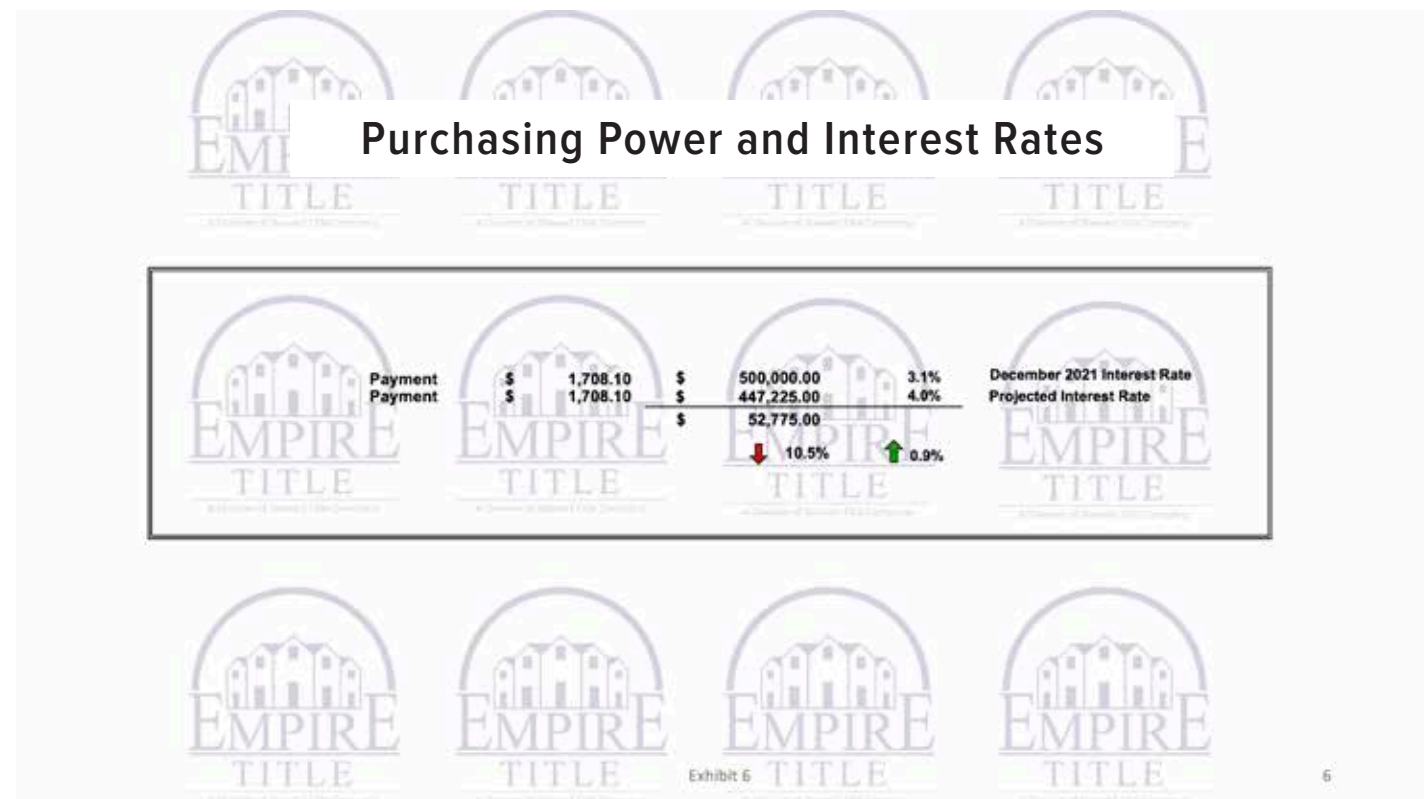 Purchasing Power and Interest Rates
EMPIRE
TITLE
Payment $ 1,708.10 $ 500,000.00 3.1% December 2021 Interest Rate
Payment $ 1,708.10 $ 447,225.00 4.0% Projected Interest Rate
$ 52,775.00
10.5% 0.9%
Exhibit 6
6